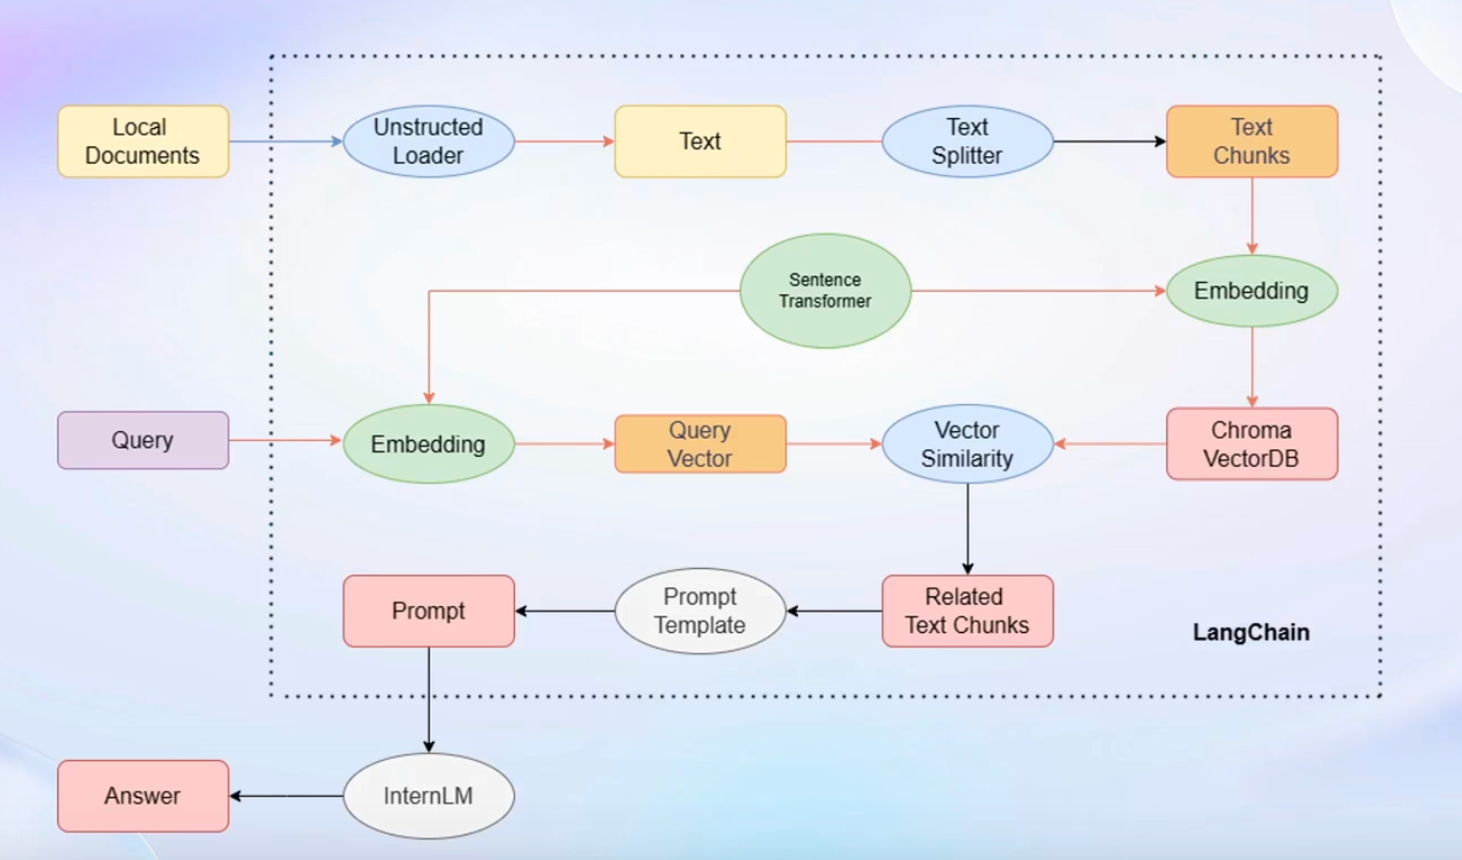 Local
Documents
Unstructed
Loader
Text
Text
Splitter
Text
Chunks
Sentence
Transformer
Embedding
Query
Embedding
Query
Vector
Vector
Similarity
Chroma
VectorDB
Prompt
Prompt
Template
Related
Text Chunks
LangChain
Answer
InternLM